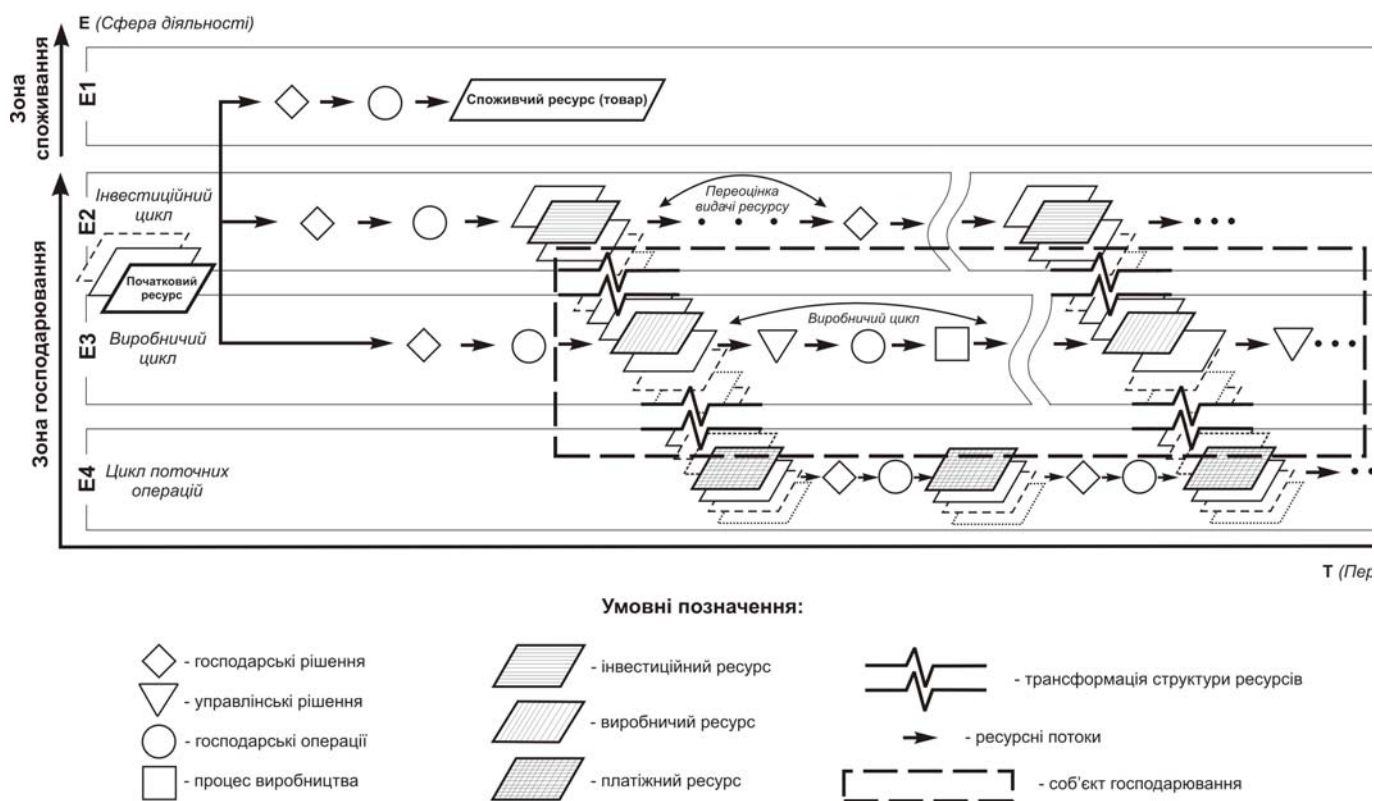 E (Сфера діяльності)
Зона
споживання
E1
Споживчий ресурс (товар)
Зона господарювання
E2
Інвестиційний
цикл
Переоцінка
видачі ресурсу
Початковий
ресурс
E3
Виробничий
цикл
Виробничий цикл
E4
Цикл поточних
операцій
T (Пер
Умовні позначення:
- господарські рішення
- управлінські рішення
- господарські операції
- процес виробництва
- інвестиційний ресурс
- виробничий ресурс
- платіжний ресурс
- трансформація структури ресурсів
- ресурсні потоки
- соб’єкт господарювання